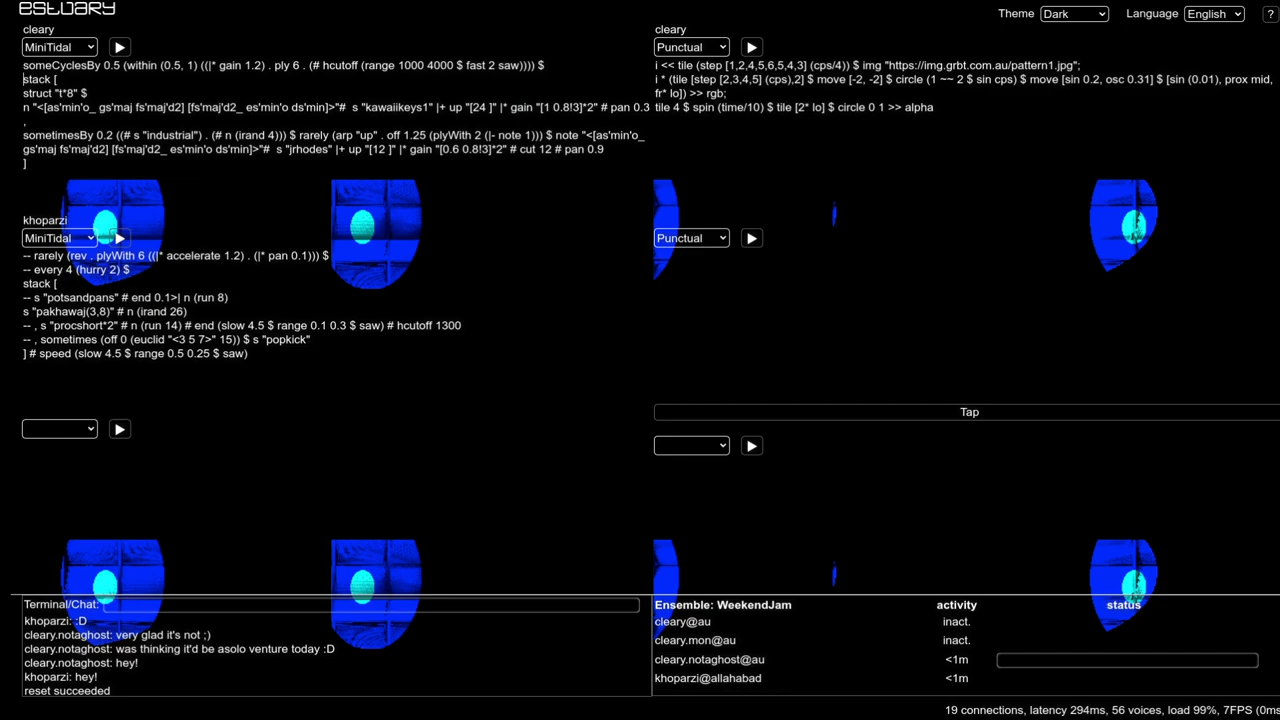 estuary
Theme Dark Language English ?
cleary
MiniTidal
someCyclesBy 0.5 (within (0.5, 1) ((|* gain 1.2) . ply 6 . (# hcutoff (range 1000 4000 $ fast 2 saw)))) $
stack [
struct "t*8" $
n "<[as'min'o_ gs'maj fs'maj'd2] [fs'maj'd2_ es'min'o ds'min]>"# s "kawaiikeys1" |+ up "[24 ]" |* gain "[1 0.8!3]*2" # pan 0.3
,
sometimesBy 0.2 ((# s "industrial") . (# n (irand 4))) $ rarely (arp "up" . off 1.25 (plyWith 2 (|- note 1))) $ note "<[as'min'o_
gs'maj fs'maj'd2] [fs'maj'd2_ es'min'o ds'min]>"# s "jrhodes" |+ up "[12 ]" |* gain "[0.6 0.8!3]*2" # cut 12 # pan 0.9
]
cleary
Punctual
i << tile (step [1,2,4,5,6,5,4,3] (cps/4)) $ img "https://img.grbt.com.au/pattern1.jpg";
i * (tile [step [2,3,4,5] (cps),2] $ move [-2, -2] $ circle (1 ~~ 2 $ sin cps) $ move [sin 0.2, osc 0.31] $ [sin (0.01), prox mid,
fr* lo]) >> rgb;
tile 4 $ spin (time/10) $ tile [2* lo] $ circle 0 1 >> alpha
khoparzi
MiniTidal
-- rarely (rev . plyWith 6 ((|* accelerate 1.2) . (|* pan 0.1))) $
-- every 4 (hurry 2) $
stack [
-- s "potsandpans" # end 0.1>| n (run 8)
s "pakhawaj(3,8)" # n (irand 26)
-- , s "procshort*2" # n (run 14) # end (slow 4.5 $ range 0.1 0.3 $ saw) # hcutoff 1300
-- , sometimes (off 0 (euclid "<3 5 7>" 15)) $ s "popkick"
] # speed (slow 4.5 $ range 0.5 0.25 $ saw)
Punctual
Tap
Terminal/Chat:
khoparzi: :D
cleary.notaghost: very glad it's not ;)
cleary.notaghost: was thinking it'd be asolo venture today :D
cleary.notaghost: hey!
khoparzi: hey!
reset succeeded
Ensemble: WeekendJam activity status
cleary@au inact.
cleary.mon@au inact.
cleary.notaghost@au <1m
khoparzi@allahabad <1m
19 connections, latency 294ms, 56 voices, load 99%, 7FPS (0ms